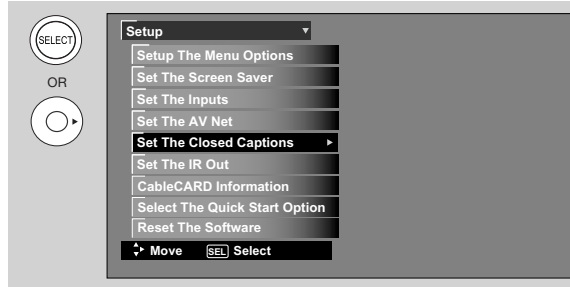 SELECT
OR
Setup
Setup The Menu Options
Set The Screen Saver
Set The Inputs
Set The AV Net
Set The Closed Captions
Set The IR Out
CableCARD Information
Select The Quick Start Option
Reset The Software
Move SEL Select